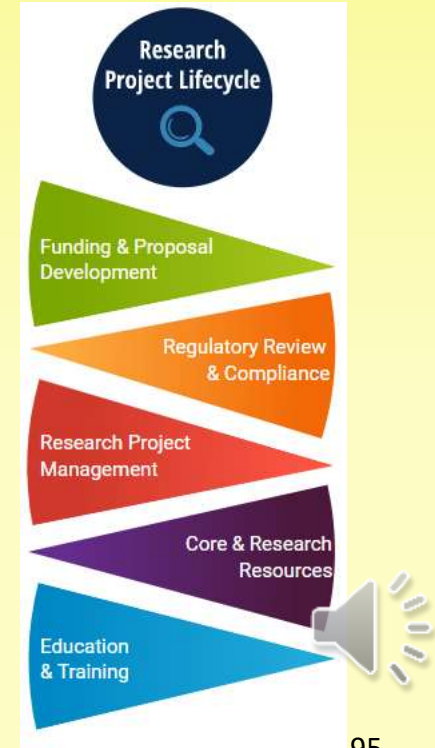 Research
Project Lifecycle
Funding & Proposal
Development
Regulatory Review
& Compliance
Research Project
Management
Core & Research
Resources
Education
& Training
95